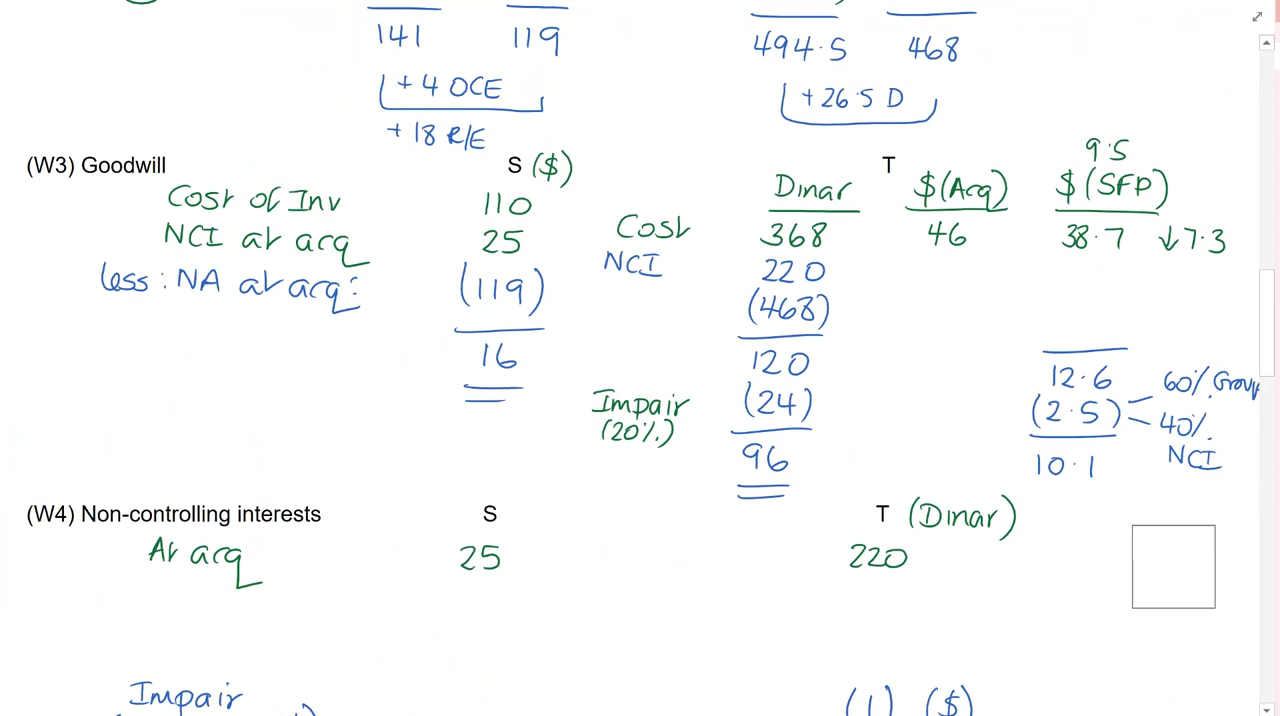 141 119 494.5 468
+ 4 OCE + 26.5 D
+ 18 R/E
9.5
(W3) Goodwill S ($) T
Cost of Inv 110 Dinar $(Acq) $(SFP)
NCI at acq 25 Cost 368 46 38.7 ↓7.3
less: NA at acq: (119) NCI 220
(468)
16 120 12.6 60%. Group
Impair (24) (2.5) 40%.
(20%.)
96 10.1 NCI
(W4) Non-controlling interests S T (Dinar)
At acq 25 220
Impair (1) ($)